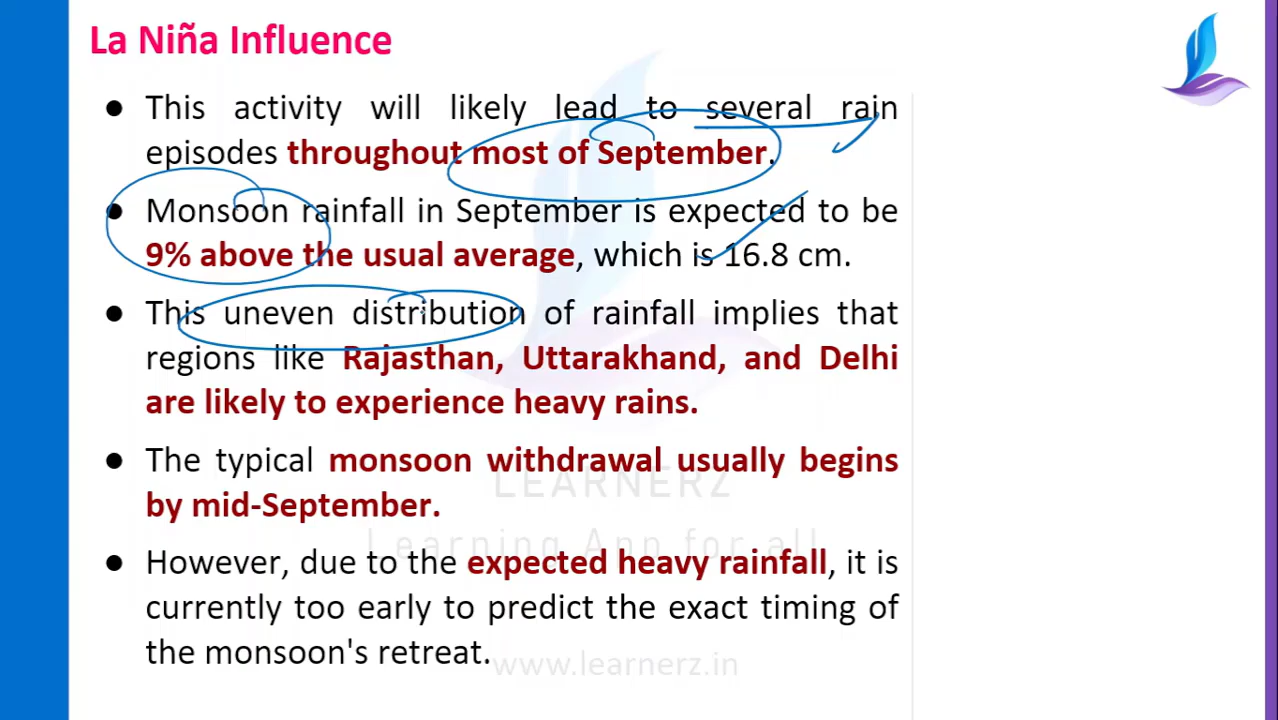 La Niña Influence
● This activity will likely lead to several rain
episodes throughout most of September.
● Monsoon rainfall in September is expected to be
9% above the usual average, which is 16.8 cm.
● This uneven distribution of rainfall implies that
regions like Rajasthan, Uttarakhand, and Delhi
are likely to experience heavy rains.
● The typical monsoon withdrawal usually begins
LEARNERZ
by mid-September.
Learning App for all
● However, due to the expected heavy rainfall, it is
currently too early to predict the exact timing of
the monsoon's retreat.
www.learnerz.in